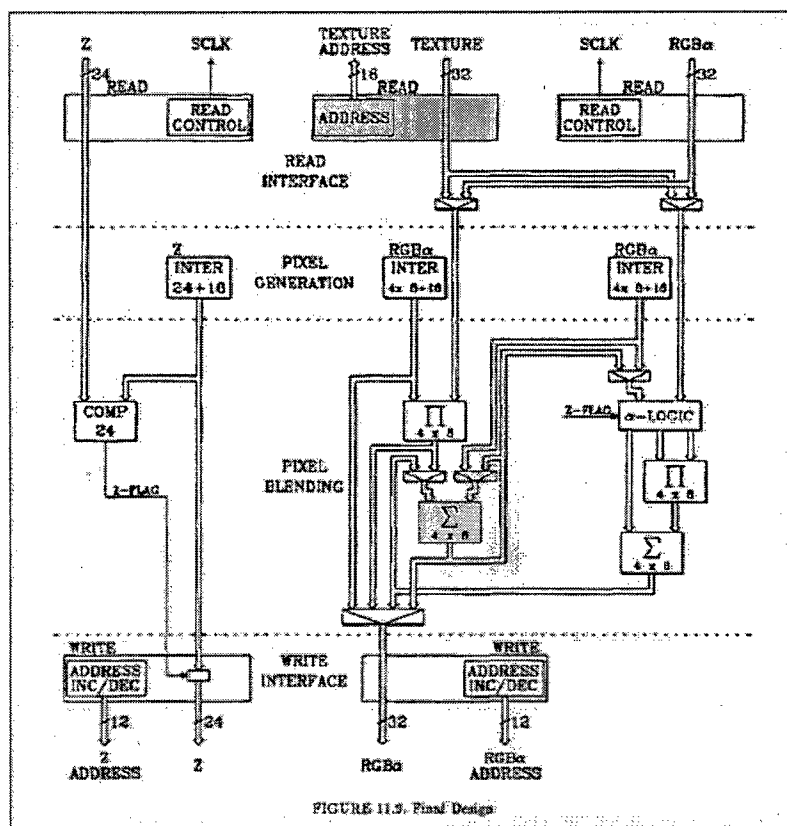 Z SCLK TEXTURE ADDRESS TEXTURE SCLK RGBα
24 16 32 32
READ READ READ
READ CONTROL ADDRESS READ CONTROL
READ INTERFACE
Z RGBα RGBα
INTER 24+16 PIXEL GENERATION INTER 4x 8+16 INTER 4x 8+16
COMP 24
Z-FLAG α-LOGIC
∏ 4 x 8
PIXEL BLENDING
Z-FLAG
∏ 4 x 8
Σ 4 x 8
Σ 4 x 8
WRITE WRITE
ADDRESS INC/DEC WRITE INTERFACE ADDRESS INC/DEC
12 24 32 12
Z ADDRESS Z RGBα RGBα ADDRESS
FIGURE 11.9. Final Design